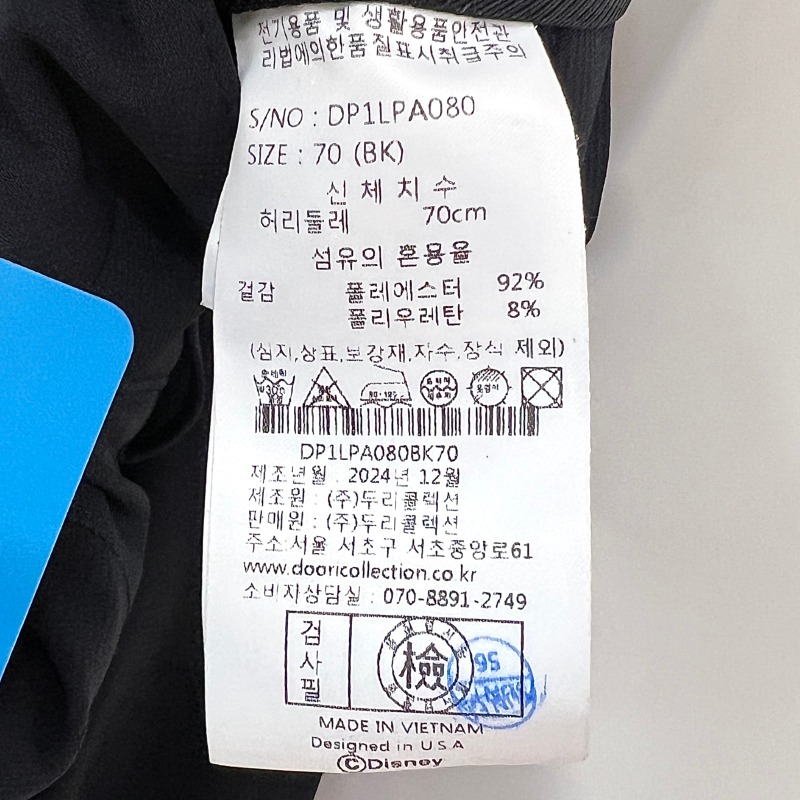 전기용품 및 생활용품안전관
리법에의한품질표시취급주의
S/NO : DP1LPA080
SIZE : 70 (BK)
신체치수
허리둘레 70cm
섬유의 혼용율
겉감 폴레에스터 92%
폴리우레탄 8%
(심지,상표,보강재,자수,장식 제외)
DP1LPA080BK70
제조년월 : 2024년 12월
제조원 : (주)두리콜렉션
판매원 : (주)두리콜렉션
주소:서울 서초구 서초중앙로61
www.dooricollection.co.kr
소비자상담실 : 070-8891-2749
검사필
檢
56
MADE IN VIETNAM
Designed in U.S.A
©Disney